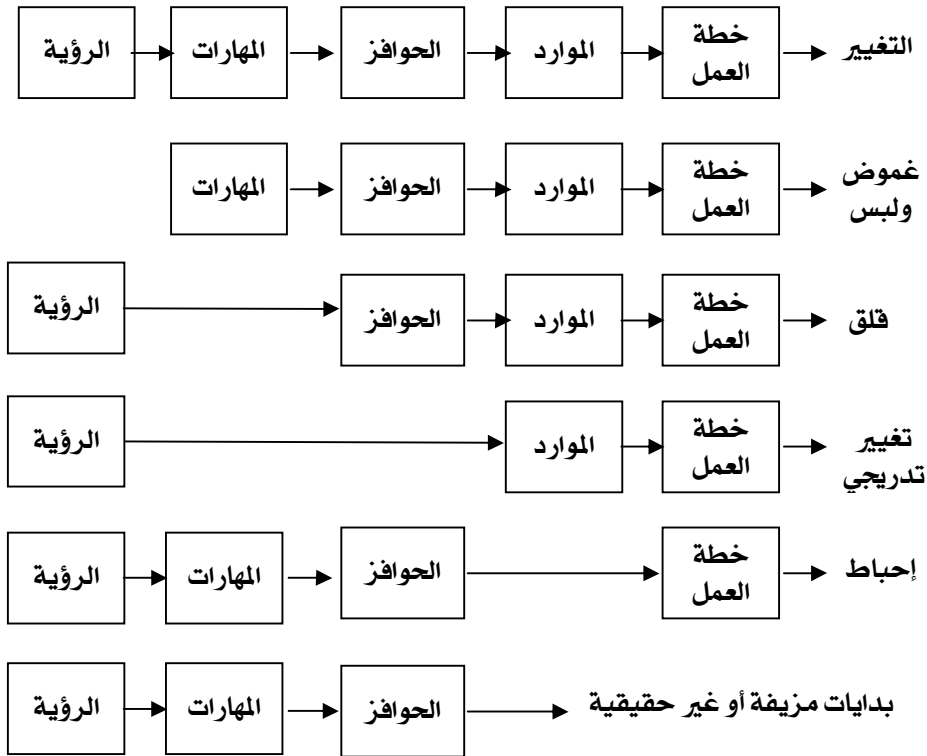 الرؤية
المهارات
الحوافز
الموارد
خطة
العمل
التغيير
المهارات
الحوافز
الموارد
خطة
العمل
غموض
ولبس
الرؤية
الحوافز
الموارد
خطة
العمل
قلق
الرؤية
الموارد
خطة
العمل
تغيير
تدريجي
الرؤية
المهارات
الحوافز
خطة
العمل
إحباط
الرؤية
المهارات
الحوافز
بدايات مزيفة أو غير حقيقية